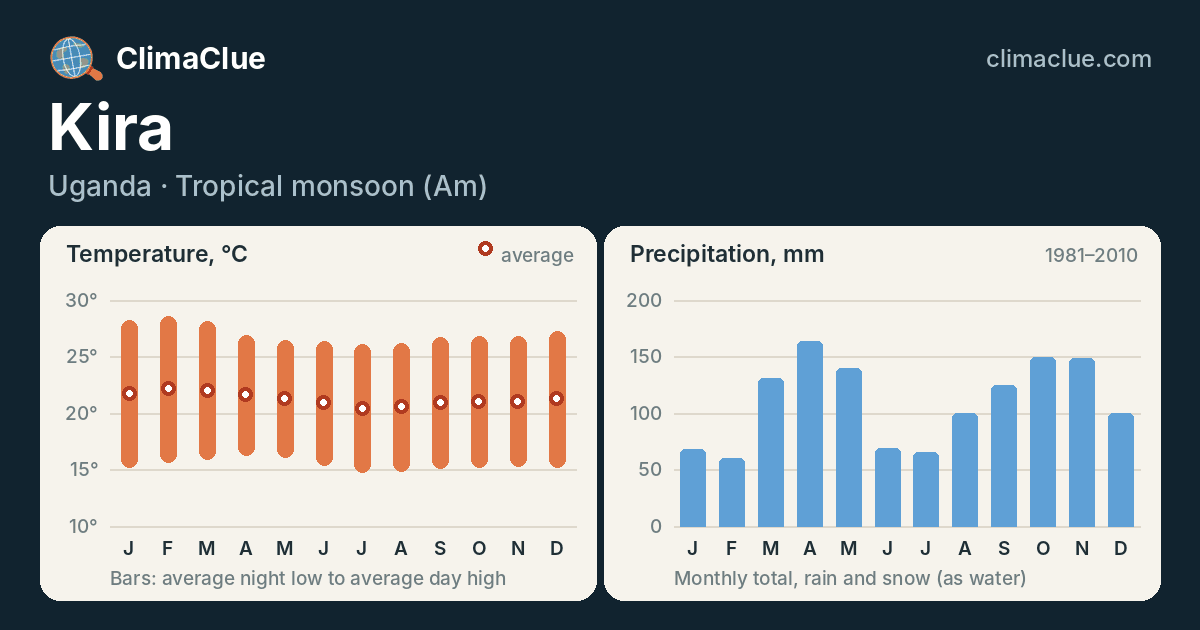 ClimaClue
climaclue.com
Kira
Uganda · Tropical monsoon (Am)
Temperature, °C
average
30°
25°
20°
15°
10°
J F M A M J J A S O N D
Bars: average night low to average day high
Precipitation, mm
1981–2010
200
150
100
50
0
J F M A M J J A S O N D
Monthly total, rain and snow (as water)